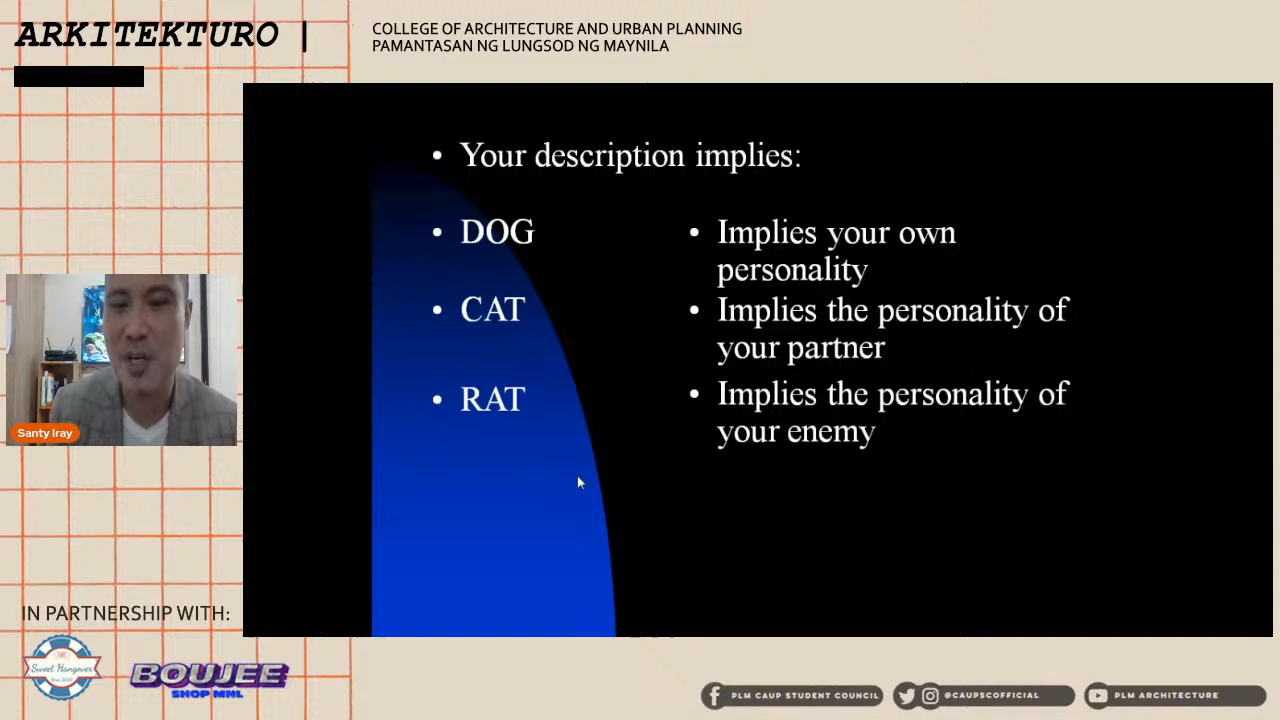 ARKITEKTURO |
COLLEGE OF ARCHITECTURE AND URBAN PLANNING
PAMANTASAN NG LUNGSOD NG MAYNILA
• Your description implies:
• DOG
• Implies your own
personality
• CAT
• Implies the personality of
your partner
• RAT
• Implies the personality of
your enemy
Santy Iray
IN PARTNERSHIP WITH:
Sweet Hangover
BOUJEE
SHOP MNL
PLM CAUP STUDENT COUNCIL
@CAUPSCOFFICIAL
PLM ARCHITECTURE